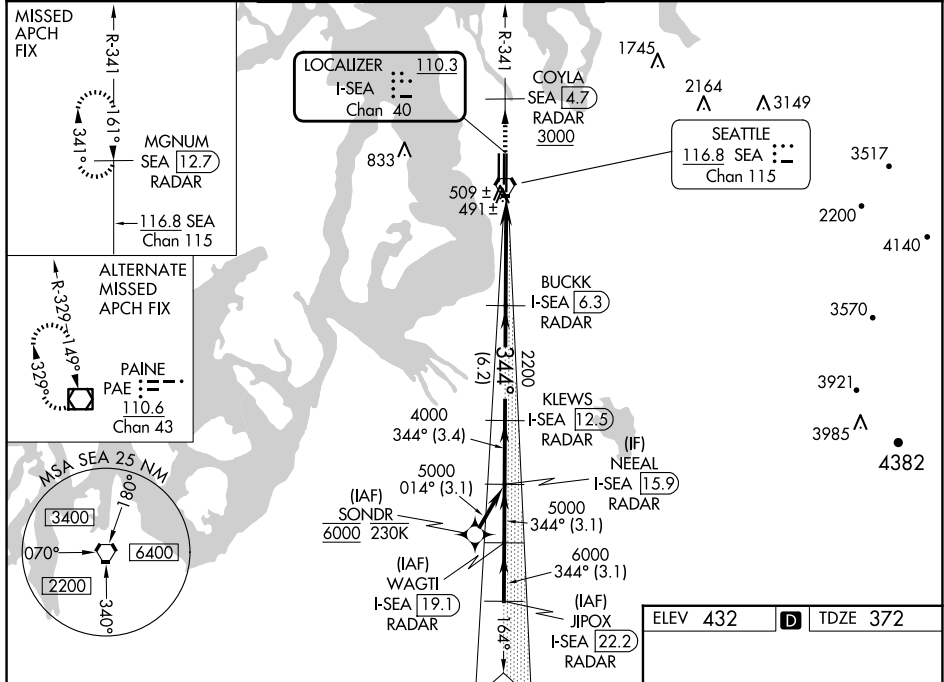 MISSED
APCH
FIX
R-341
161°
341°
MGNUM
SEA 12.7
RADAR
116.8 SEA
Chan 115
ALTERNATE
MISSED
APCH FIX
R-329
149°
329°
PAINE
PAE
110.6
Chan 43
MSA SEA 25 NM
180°
3400
070°
6400
2200
340°
LOCALIZER 110.3
I-SEA
Chan 40
R-341
COYLA
SEA 4.7
RADAR
3000
1745
2164
3149
SEATTLE
116.8 SEA
Chan 115
833
509 ±
491 ±
3517
2200
4140
BUCKK
I-SEA 6.3
RADAR
3570
2200
344°
(6.2)
3921
KLEWS
I-SEA 12.5
RADAR
4000
344° (3.4)
3985
4382
(IF)
NEEAL
I-SEA 15.9
RADAR
5000
014° (3.1)
(IAF)
SONDR
6000 230K
5000
344° (3.1)
(IAF)
WAGTI
I-SEA 19.1
RADAR
6000
344° (3.1)
(IAF)
JIPOX
I-SEA 22.2
RADAR
164°
ELEV 432 D TDZE 372